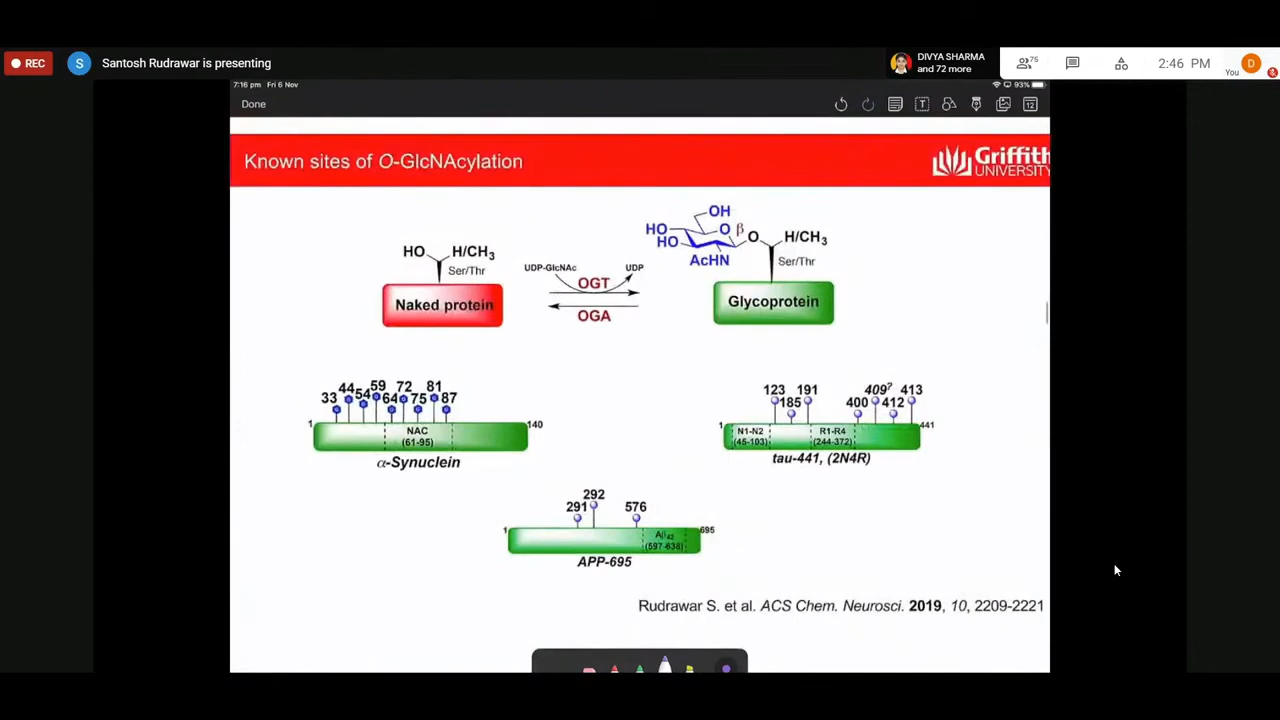 REC
S
Santosh Rudrawar is presenting
DIVYA SHARMA
and 72 more
75
2:46 PM
You
D
7:16 pm Fri 6 Nov
93%
Done
T
12
Known sites of O-GlcNAcylation
Griffith
UNIVERSITY
HO
H/CH3
Ser/Thr
Naked protein
UDP-GlcNAc
UDP
OGT
OGA
OH
HO
HO
O
β
O
H/CH3
AcHN
Ser/Thr
Glycoprotein
33
44
54
59
64
72
75
81
87
1
140
NAC
(61-95)
α-Synuclein
123
185
191
400
409?
412
413
1
441
N1-N2
(45-103)
R1-R4
(244-372)
tau-441, (2N4R)
291
292
576
1
695
Aβ42
(597-638)
APP-695
Rudrawar S. et al. ACS Chem. Neurosci. 2019, 10, 2209-2221